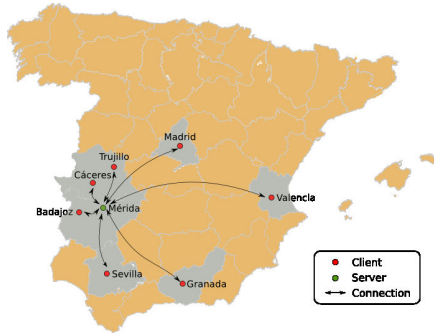 Madrid
Trujillo
Cáceres
Badajoz
Mérida
Valencia
Sevilla
Granada
Client
Server
Connection